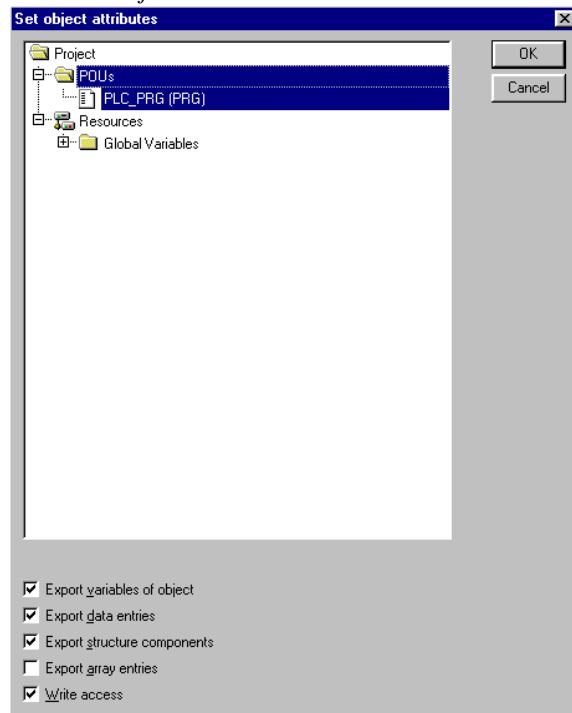 Set object attributes
Project
OK
POUs
Cancel
PLC_PRG (PRG)
Resources
Global Variables
Export variables of object
Export data entries
Export structure components
Export array entries
Write access